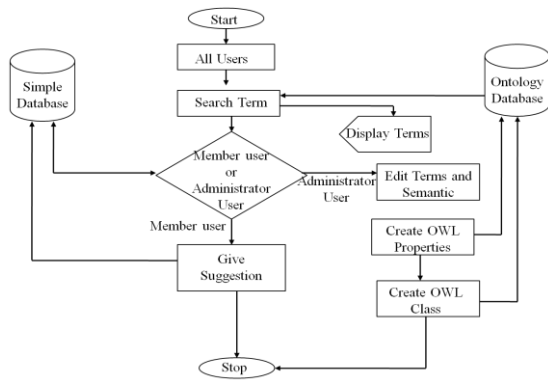 Start
All Users
Simple
Database
Ontology
Database
Search Term
Display Terms
Member user
or
Administrator
User
Administrator
User
Edit Terms and
Semantic
Member user
Create OWL
Properties
Give
Suggestion
Create OWL
Class
Stop